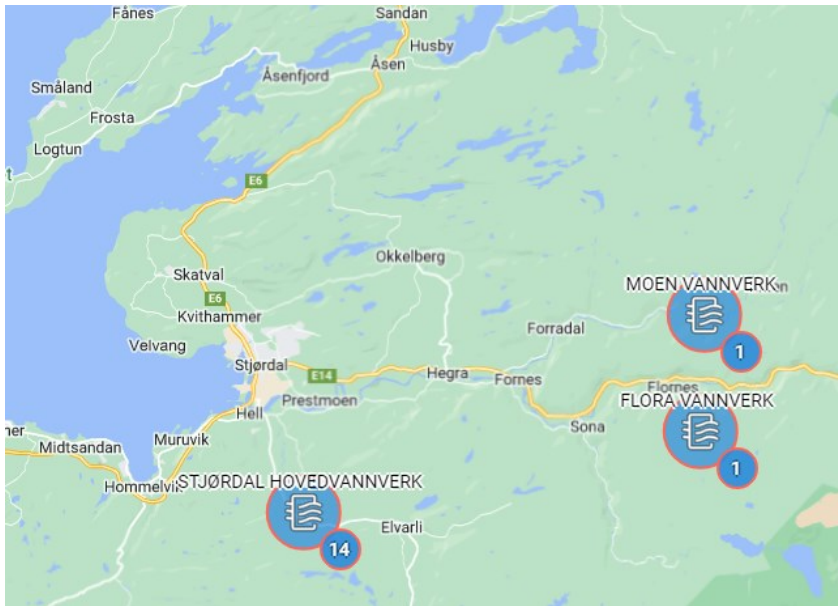 Fånes
Sandan
Husby
Åsen
Åsenfjord
Småland
Frosta
Logtun
E6
Okkelberg
Skatval
MOEN VANNVERK
E6
Kvithammer
Forradal
Velvang
1
Stjørdal
E14
Hegra
Fornes
Flornes
Prestmoen
FLORA VANNVERK
Hell
Sona
Muruvik
Midtsandan
1
Hommelvik
STJØRDAL HOVEDVANNVERK
Elvarli
14